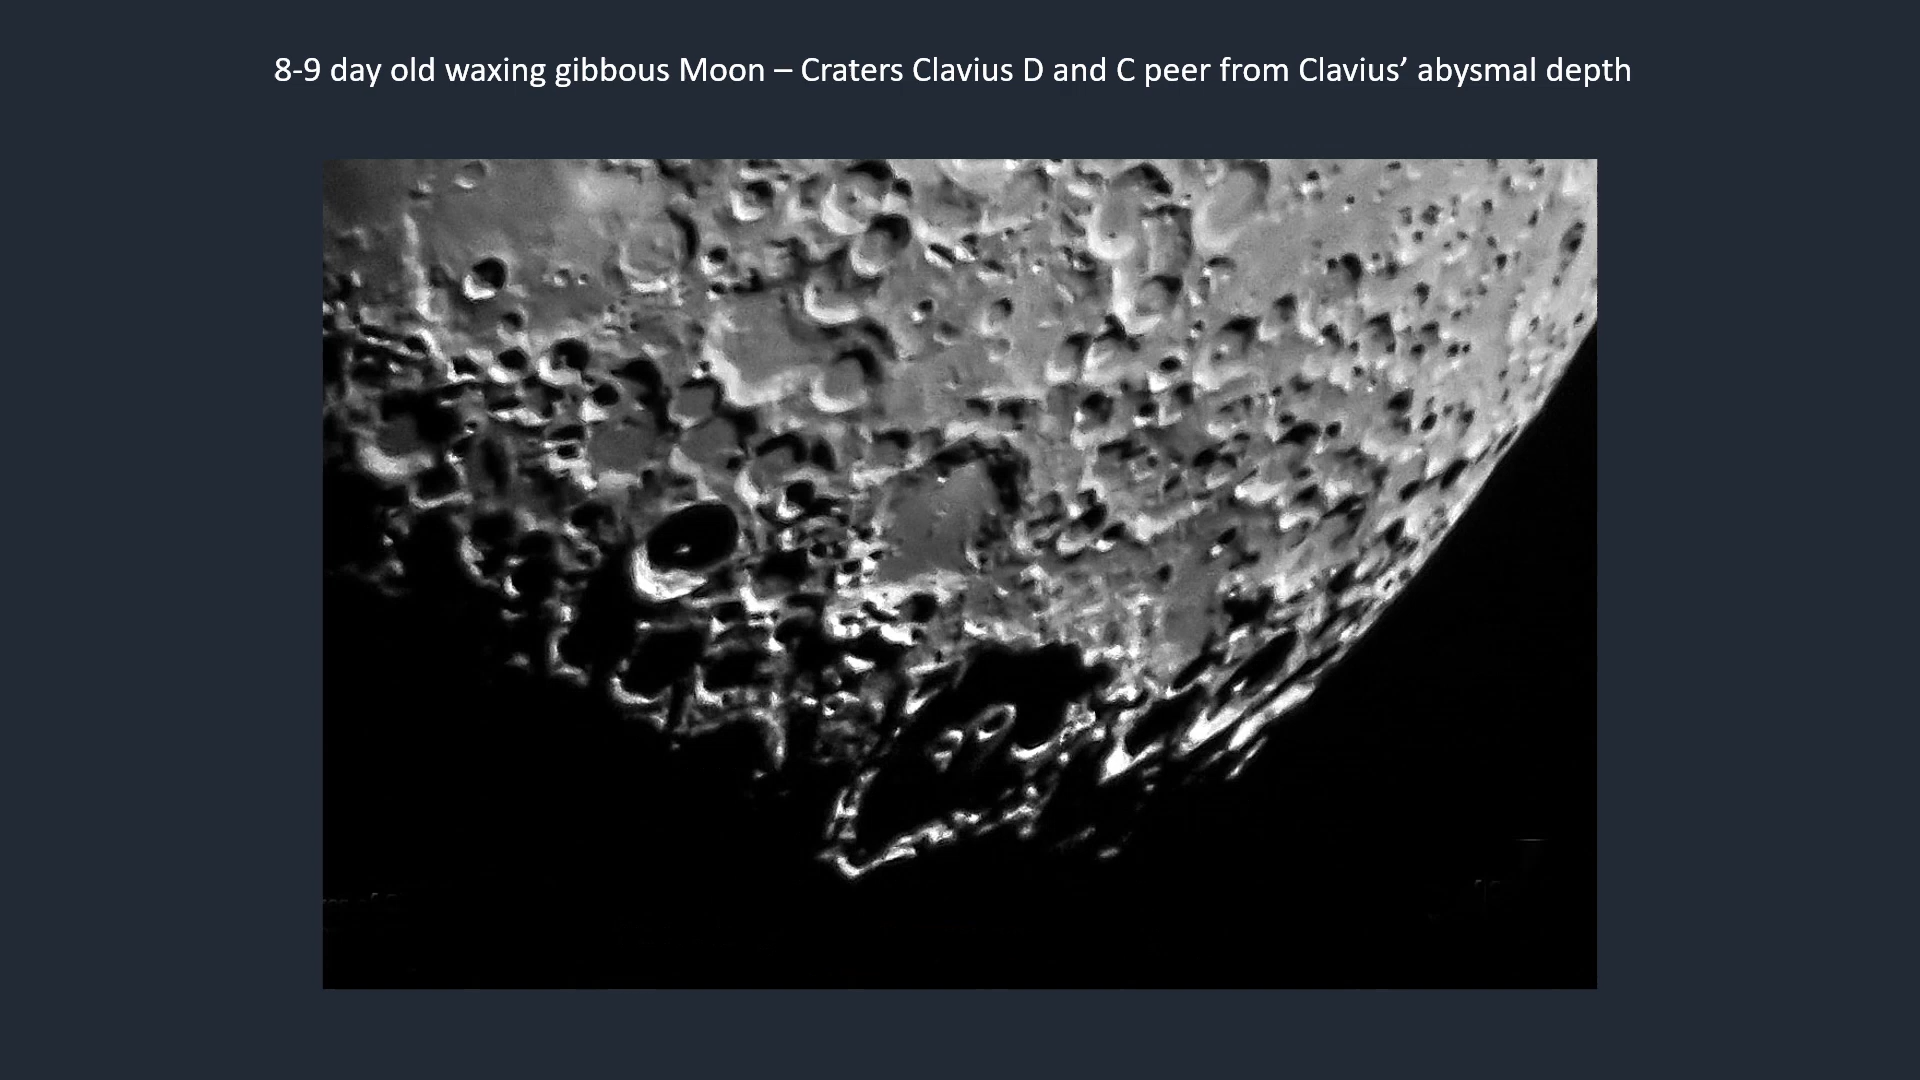 8-9 day old waxing gibbous Moon – Craters Clavius D and C peer from Clavius’ abysmal depth